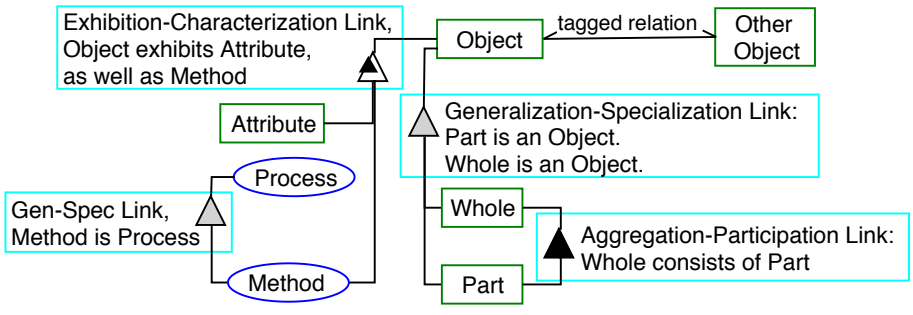 Exhibition-Characterization Link,
Object exhibits Attribute,
as well as Method
Object
tagged relation
Other
Object
Attribute
Generalization-Specialization Link:
Part is an Object.
Whole is an Object.
Process
Gen-Spec Link,
Method is Process
Whole
Aggregation-Participation Link:
Whole consists of Part
Method
Part